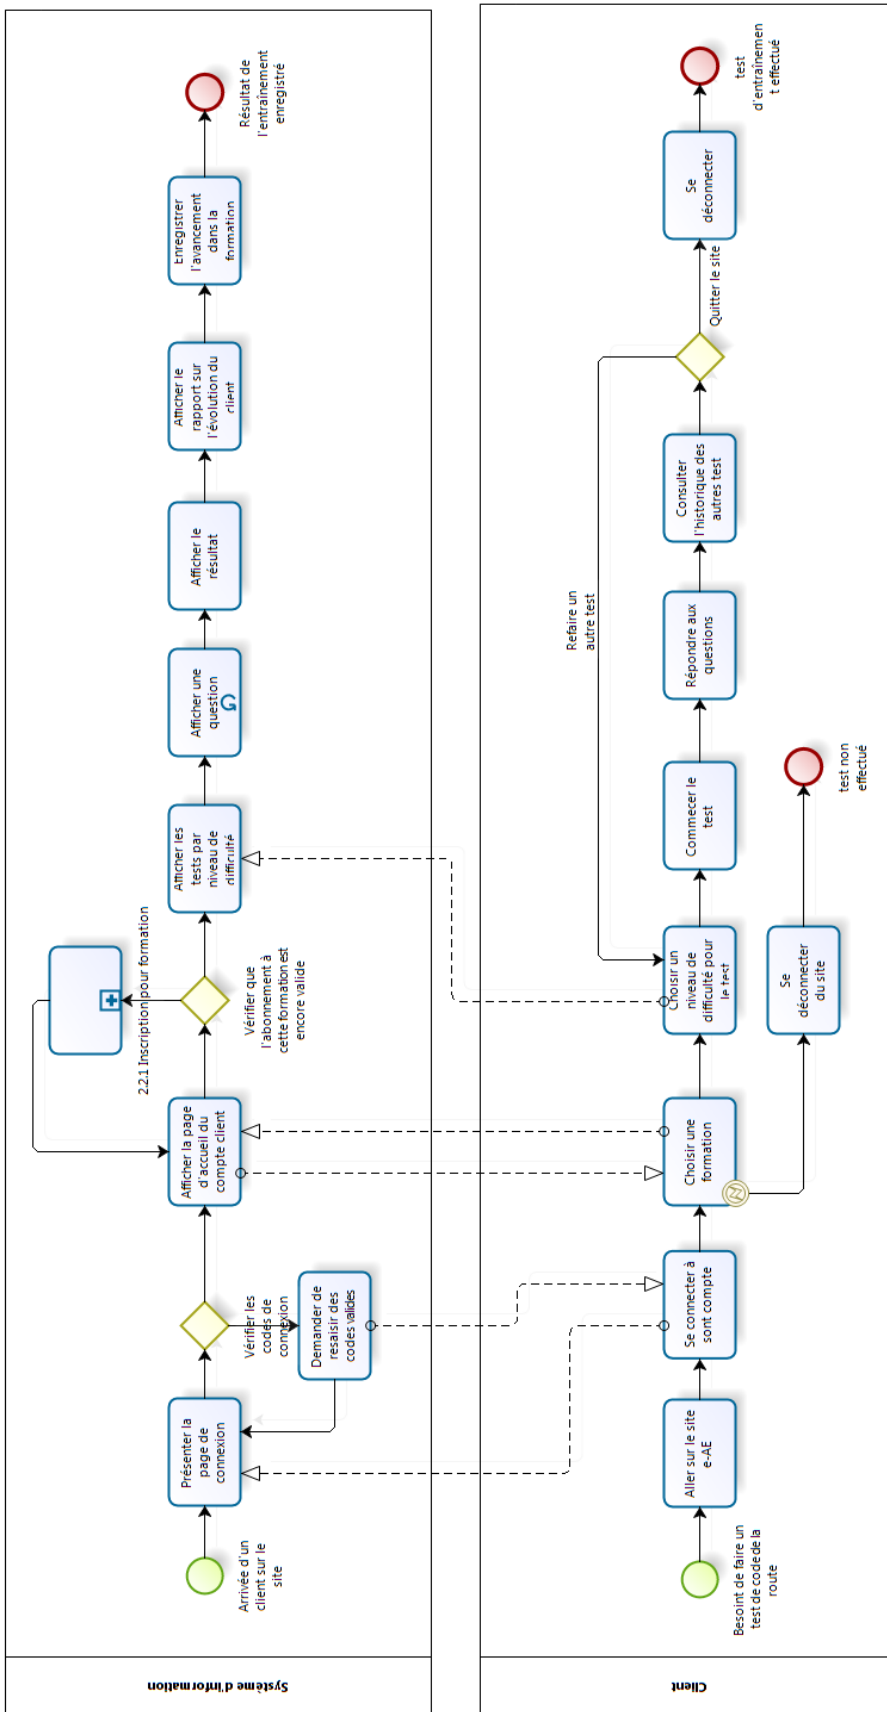 Système d'information
Arrivée d'un
client sur le
site
Présenter la
page de
connexion
Vérifier les
codes de
connexion
Demander de
resaisir des
codes valides
Afficher la page
d'accueil du
compte client
2.2.1 Inscription pour formation
Vérifier que
l'abonnement à
cette formation est
encore valide
Afficher les
tests par
niveau de
difficulté
Afficher une
question
Afficher le
résultat
Afficher le
rapport sur
l'évolution du
client
Enregistrer
l'avancement
dans la
formation
Résultat de
l'entraînement
enregistré
Client
Besoint de faire un
test de code de la
route
Aller sur le site
e-AE
Se connecter à
sont compte
Choisir une
formation
Se
déconnecter
du site
test non
effectué
Choisir un
niveau de
difficulté pour
le test
Commecer le
test
Répondre aux
questions
Consulter
l'historique des
autres test
Refaire un
autre test
Quitter le site
Se
déconnecter
test
d'entraînemen
t effectué